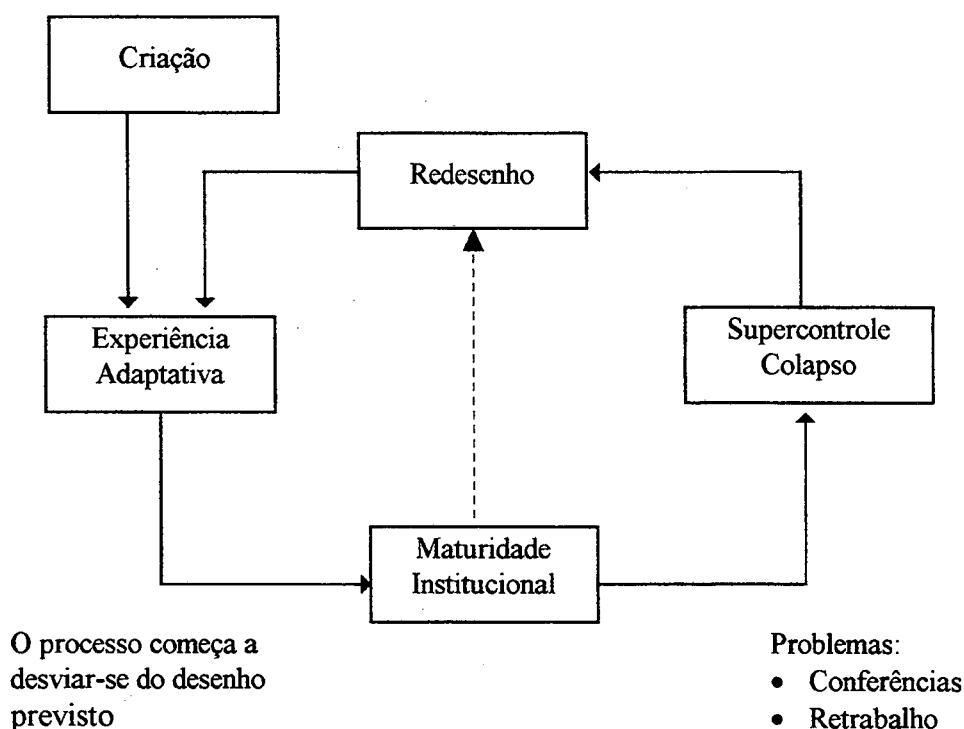 Criação
Redesenho
Experiência
Adaptativa
Supercontrole
Colapso
Maturidade
Institucional
O processo começa a
desviar-se do desenho
previsto
Problemas:
• Conferências
• Retrabalho